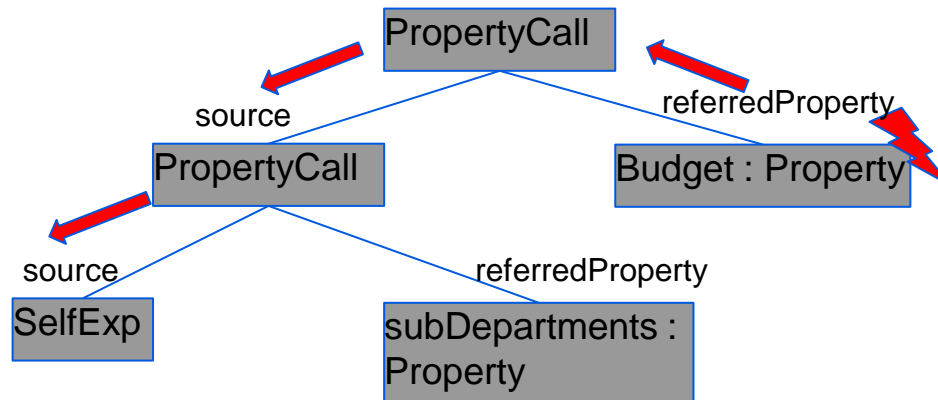 PropertyCall
source
referredProperty
PropertyCall
Budget : Property
source
referredProperty
SelfExp
subDepartments :
Property